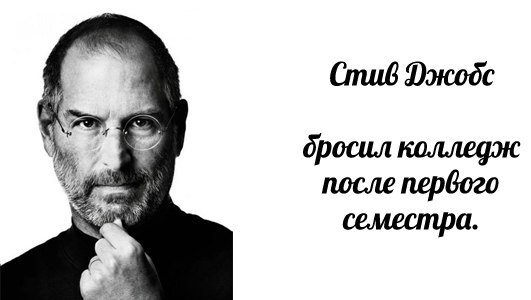 Стив Джобс
бросил колледж
после первого
семестра.